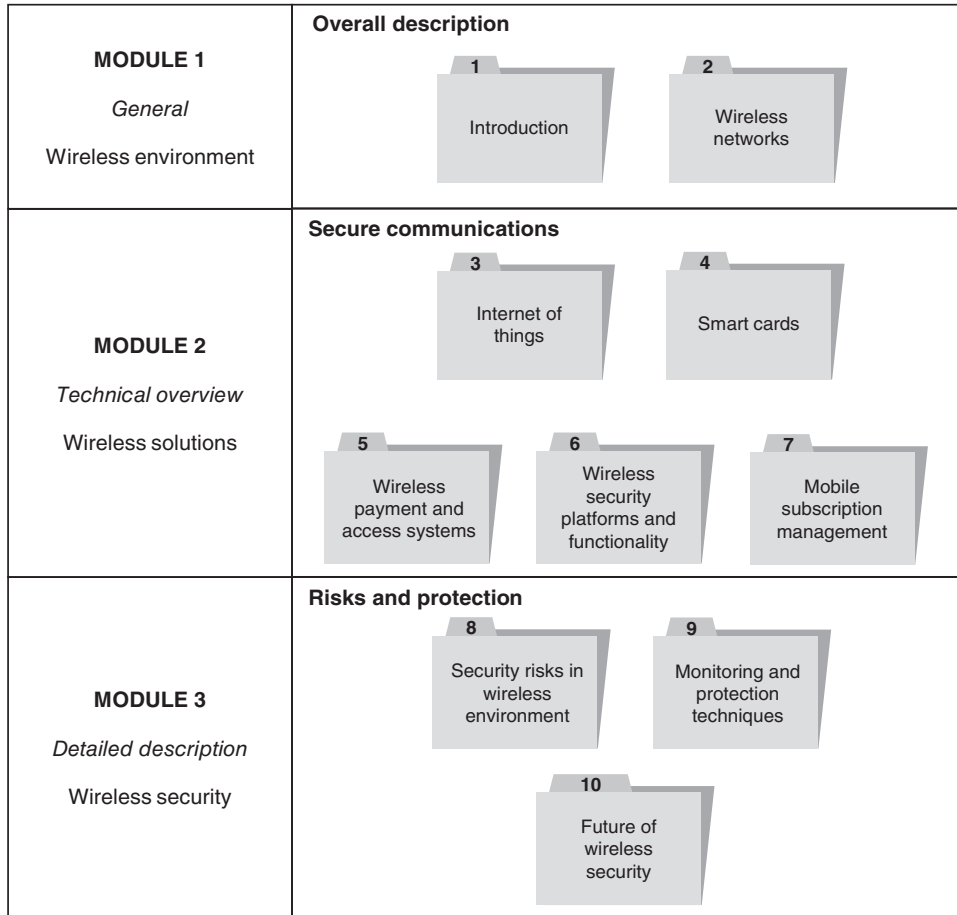 MODULE 1
General
Wireless environment
Overall description
1
Introduction
2
Wireless
networks
MODULE 2
Technical overview
Wireless solutions
Secure communications
3
Internet of
things
4
Smart cards
5
Wireless
payment and
access systems
6
Wireless
security
platforms and
functionality
7
Mobile
subscription
management
MODULE 3
Detailed description
Wireless security
Risks and protection
8
Security risks in
wireless
environment
9
Monitoring and
protection
techniques
10
Future of
wireless
security